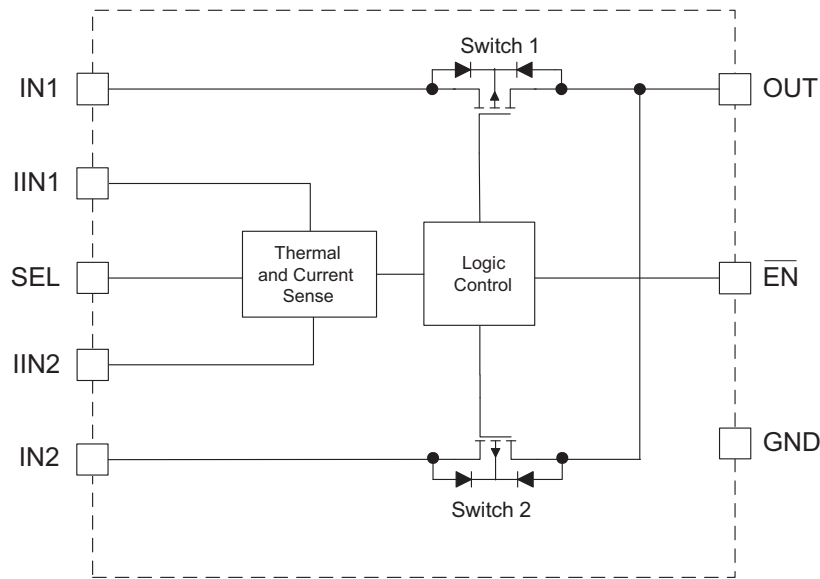 Switch 1
IN1
OUT
IIN1
Thermal
and Current
Sense
Logic
Control
SEL
EN
IIN2
IN2
GND
Switch 2